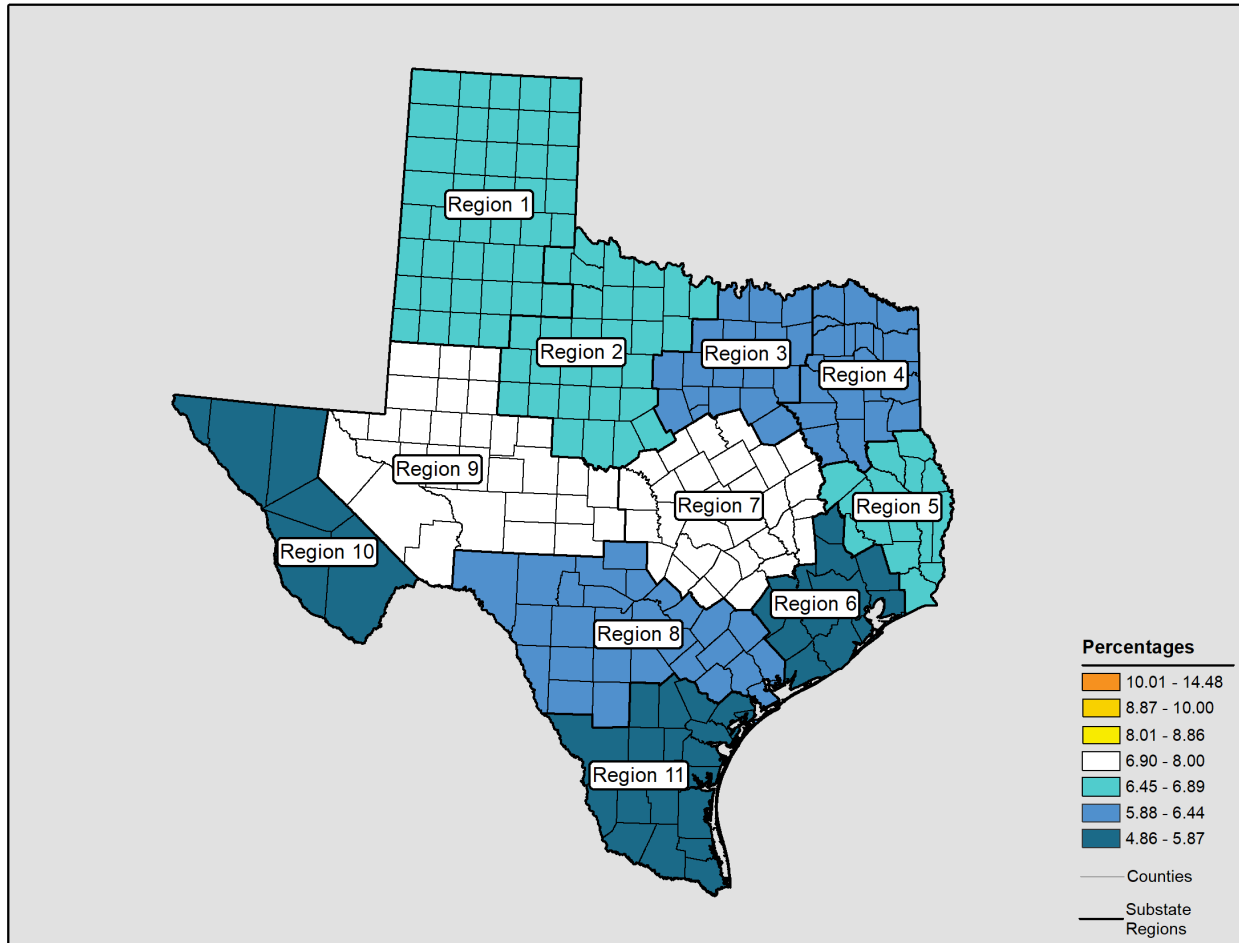 Region 1
Region 2
Region 3
Region 4
Region 9
Region 7
Region 5
Region 10
Region 6
Region 8
Region 11
Percentages
10.01 - 14.48
8.87 - 10.00
8.01 - 8.86
6.90 - 8.00
6.45 - 6.89
5.88 - 6.44
4.86 - 5.87
Counties
Substate
Regions